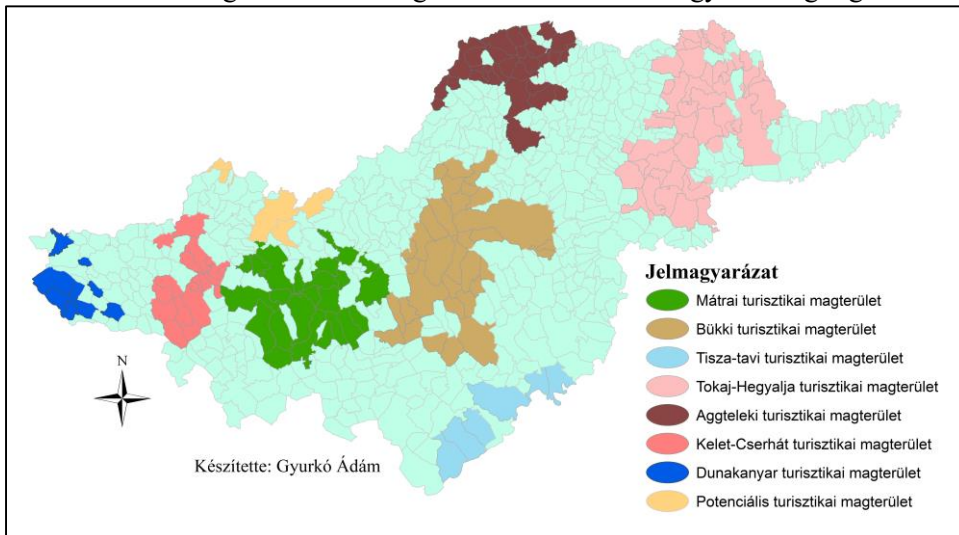 Jelmagyarázat
Mátrai turisztikai magterület
Bükki turisztikai magterület
Tisza-tavi turisztikai magterület
Tokaj-Hegyalja turisztikai magterület
Aggteleki turisztikai magterület
Kelet-Cserhát turisztikai magterület
Dunakanyar turisztikai magterület
Potenciális turisztikai magterület
N
Készítette: Gyurkó Ádám